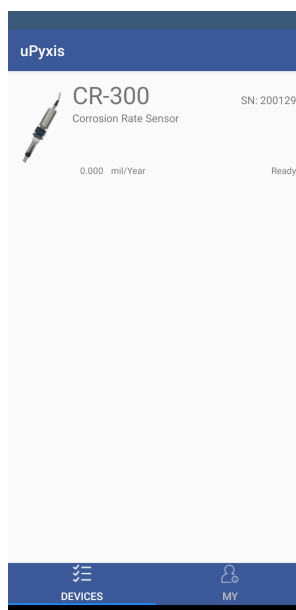 uPyxis
CR-300
SN: 200129
Corrosion Rate Sensor
0.000 mil/Year
Ready
DEVICES
MY